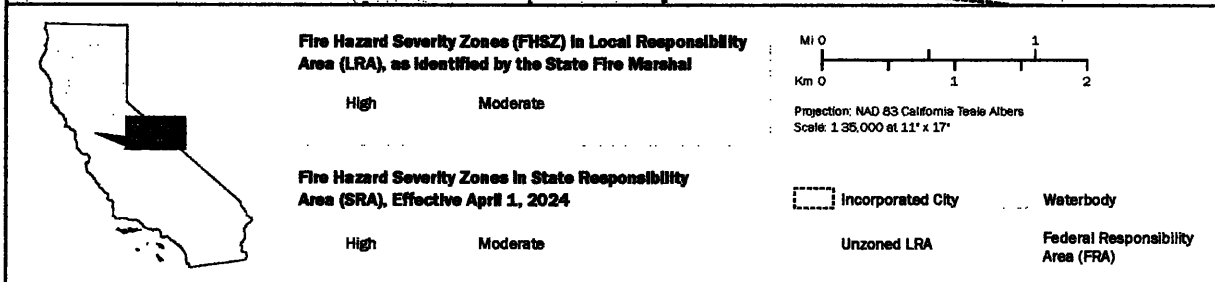 Fire Hazard Severity Zones (FHSZ) in Local Responsibility
Area (LRA), as Identified by the State Fire Marshal
High Moderate
Fire Hazard Severity Zones in State Responsibility
Area (SRA), Effective April 1, 2024
High Moderate
Mi 0 1
Km 0 1 2
Projection: NAD 83 California Teale Albers
Scale: 1 35,000 at 11" x 17"
Incorporated City
Waterbody
Unzoned LRA
Federal Responsibility
Area (FRA)